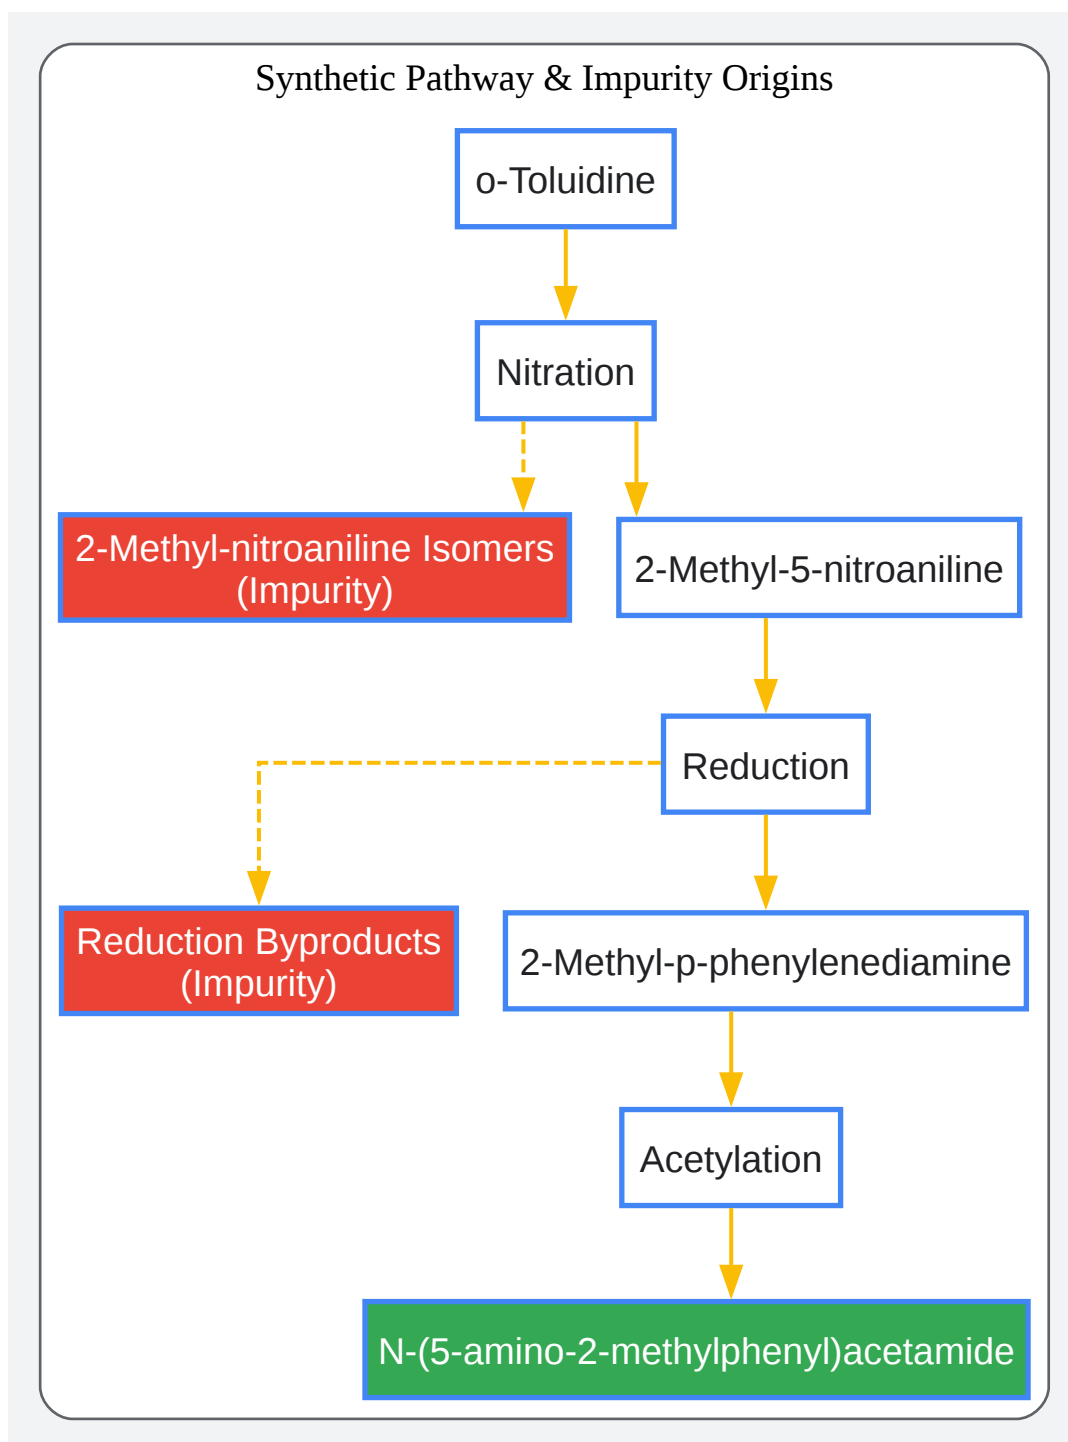 Synthetic Pathway & Impurity Origins
o-Toluidine
Nitration
2-Methyl-nitroaniline Isomers
(Impurity)
2-Methyl-5-nitroaniline
Reduction
Reduction Byproducts
(Impurity)
2-Methyl-p-phenylenediamine
Acetylation
N-(5-amino-2-methylphenyl)acetamide